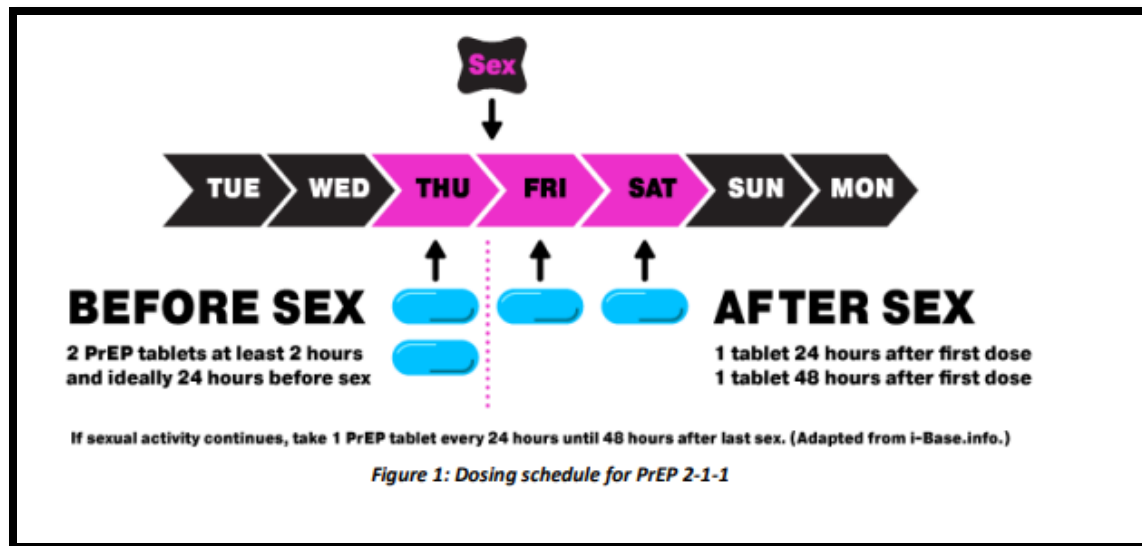 Sex
TUE WED THU FRI SAT SUN MON
BEFORE SEX
2 PrEP tablets at least 2 hours
and ideally 24 hours before sex
AFTER SEX
1 tablet 24 hours after first dose
1 tablet 48 hours after first dose
If sexual activity continues, take 1 PrEP tablet every 24 hours until 48 hours after last sex. (Adapted from i-Base.info.)
Figure 1: Dosing schedule for PrEP 2-1-1